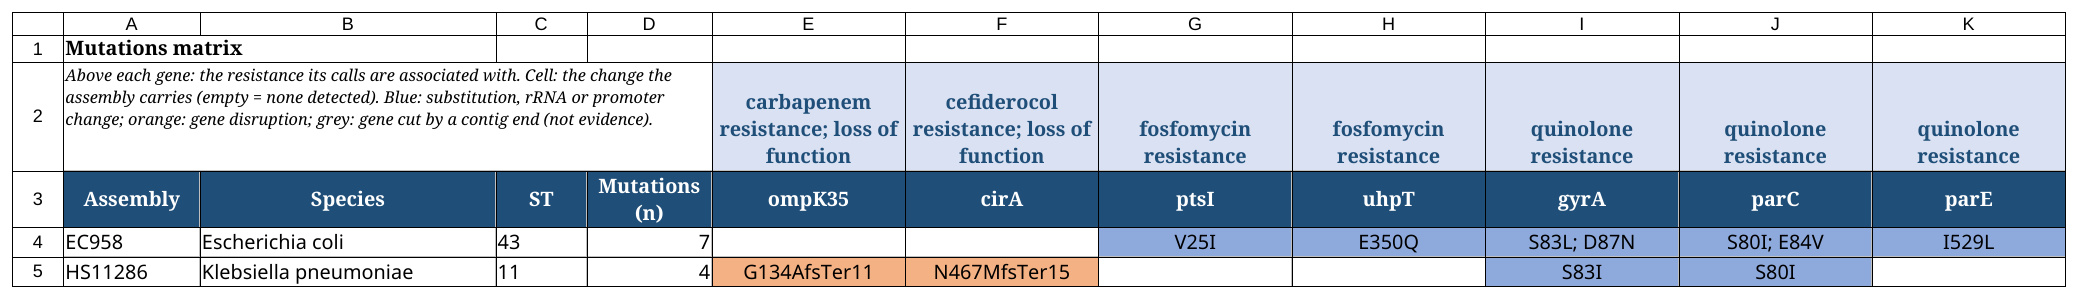 A B C D E F G H I J K
1 Mutations matrix
2 Above each gene: the resistance its calls are associated with. Cell: the change the
assembly carries (empty = none detected). Blue: substitution, rRNA or promoter
change; orange: gene disruption; grey: gene cut by a contig end (not evidence).
carbapenem
resistance; loss of
function
cefiderocol
resistance; loss of
function
fosfomycin
resistance
fosfomycin
resistance
quinolone
resistance
quinolone
resistance
quinolone
resistance
3 Assembly Species ST Mutations
(n) ompK35 cirA ptsI uhpT gyrA parC parE
4 EC958 Escherichia coli 43 7 V25I E350Q S83L; D87N S80I; E84V I529L
5 HS11286 Klebsiella pneumoniae 11 4 G134AfsTer11 N467MfsTer15 S83I S80I